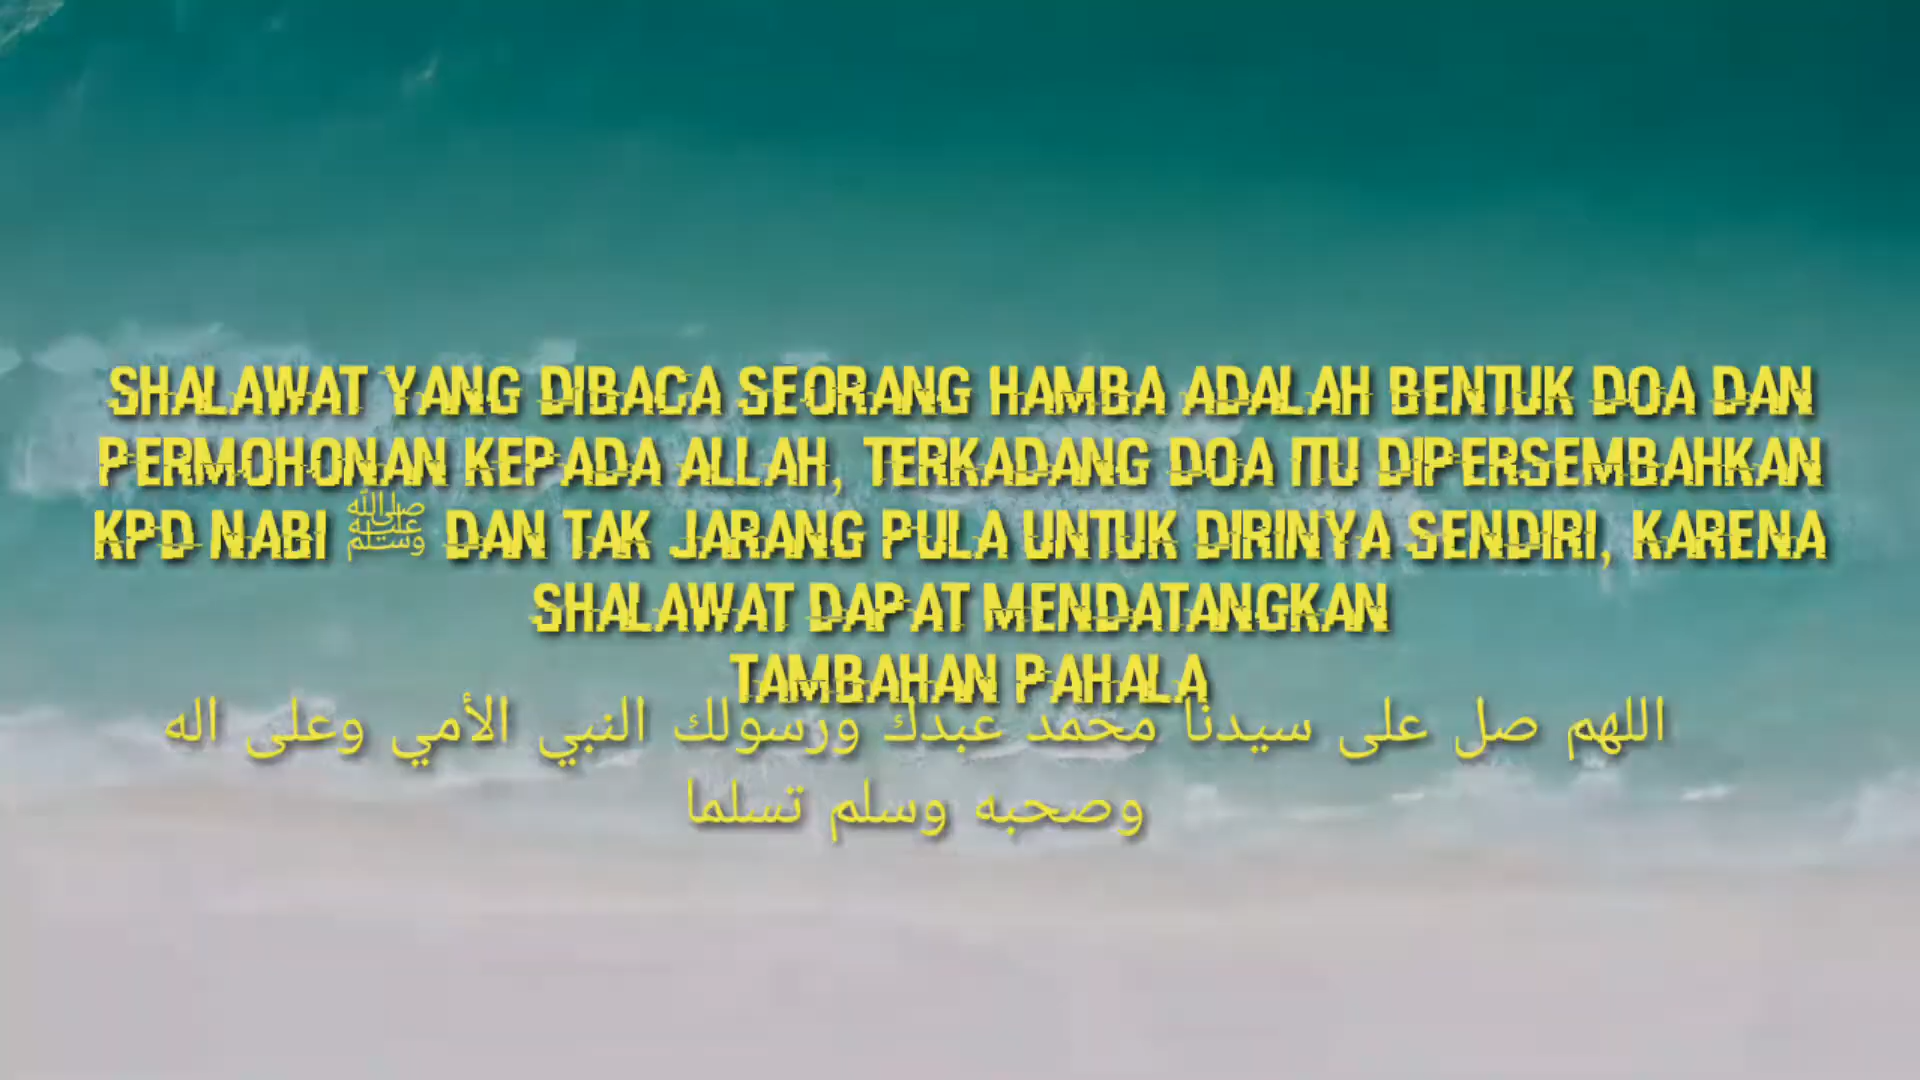 SHALAWAT YANG DIBACA SEORANG HAMBA ADALAH BENTUK DOA DAN
PERMOHONAN KEPADA ALLAH, TERKADANG DOA ITU DIPERSEMBAHKAN
KPD NABI ﷺ DAN TAK JARANG PULA UNTUK DIRINYA SENDIRI, KARENA
SHALAWAT DAPAT MENDATANGKAN
TAMBAHAN PAHALA
اللهم صل على سيدنا محمد عبدك ورسولك النبي الأمي وعلى اله
وصحبه وسلم تسلما